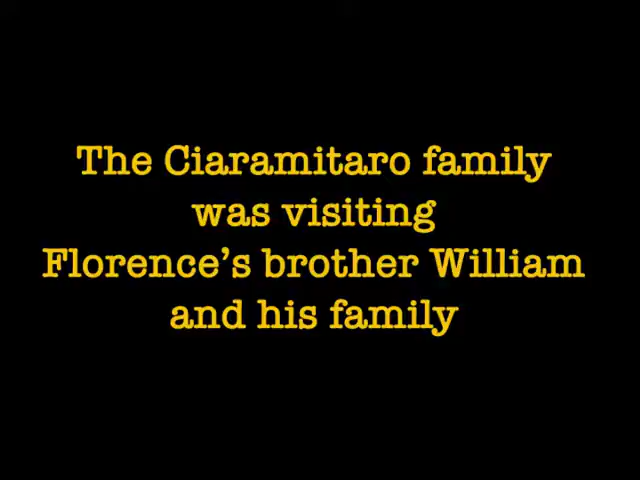 The Ciaramitaro family
was visiting
Florence’s brother William
and his family